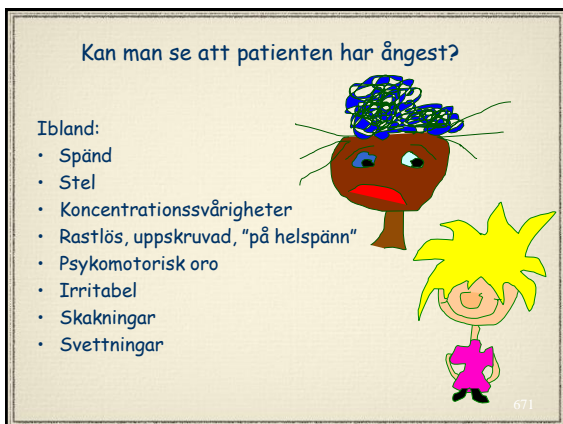 Kan man se att patienten har ångest?
Ibland:
• Spänd
• Stel
• Koncentrationssvårigheter
• Rastlös, uppskruvad, ”på helspänn”
• Psykomotorisk oro
• Irritabel
• Skakningar
• Svettningar
671